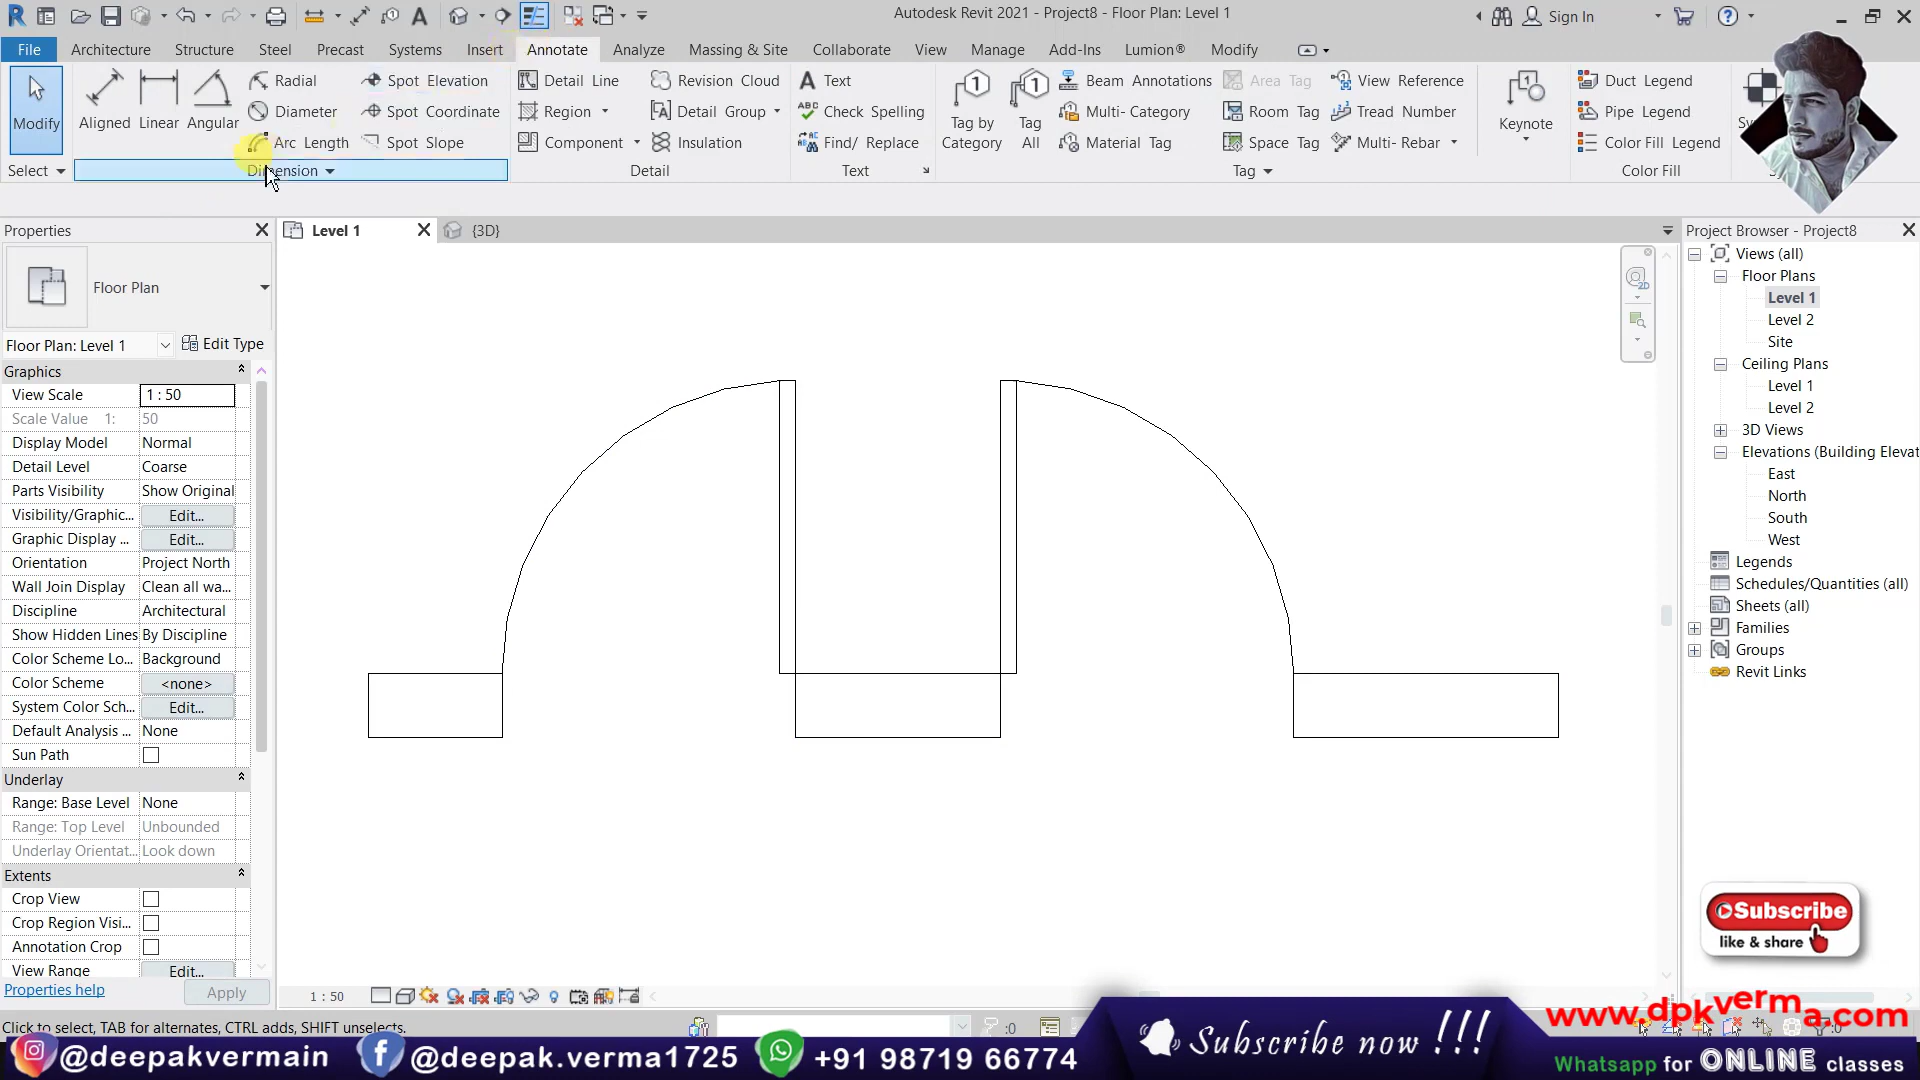 Autodesk Revit 2021 - Project8 - Floor Plan: Level 1
Sign In
File Architecture Structure Steel Precast Systems Insert Annotate Analyze Massing & Site Collaborate View Manage Add-Ins Lumion® Modify
Modify
Select
Aligned
Linear
Angular
Radial
Diameter
Arc Length
Spot Elevation
Spot Coordinate
Spot Slope
Dimension
Detail Line
Region
Component
Revision Cloud
Detail Group
Insulation
Detail
Text
Check Spelling
Find/ Replace
Text
Tag by
Category
Tag
All
Beam Annotations
Multi- Category
Material Tag
Area Tag
Room Tag
Space Tag
View Reference
Tread Number
Multi- Rebar
Tag
Keynote
Duct Legend
Pipe Legend
Color Fill Legend
Color Fill
Properties
Level 1
{3D}
Project Browser - Project8
Floor Plan
Floor Plan: Level 1
Edit Type
Graphics
View Scale 1 : 50
Scale Value 1: 50
Display Model Normal
Detail Level Coarse
Parts Visibility Show Original
Visibility/Graphic... Edit...
Graphic Display ... Edit...
Orientation Project North
Wall Join Display Clean all wa...
Discipline Architectural
Show Hidden Lines By Discipline
Color Scheme Lo... Background
Color Scheme <none>
System Color Sch... Edit...
Default Analysis ... None
Sun Path
Underlay
Range: Base Level None
Range: Top Level Unbounded
Underlay Orientat... Look down
Extents
Crop View
Crop Region Visi...
Annotation Crop
View Range Edit...
Properties help
Apply
Views (all)
Floor Plans
Level 1
Level 2
Site
Ceiling Plans
Level 1
Level 2
3D Views
Elevations (Building Elevat
East
North
South
West
Legends
Schedules/Quantities (all)
Sheets (all)
Families
Groups
Revit Links
Subscribe
like & share
1 : 50
Click to select, TAB for alternates, CTRL adds, SHIFT unselects.
:0
:0
@deepakvermain
@deepak.verma1725
+91 98719 66774
Subscribe now !!!
www.dpkverma.com
Whatsapp for ONLINE classes